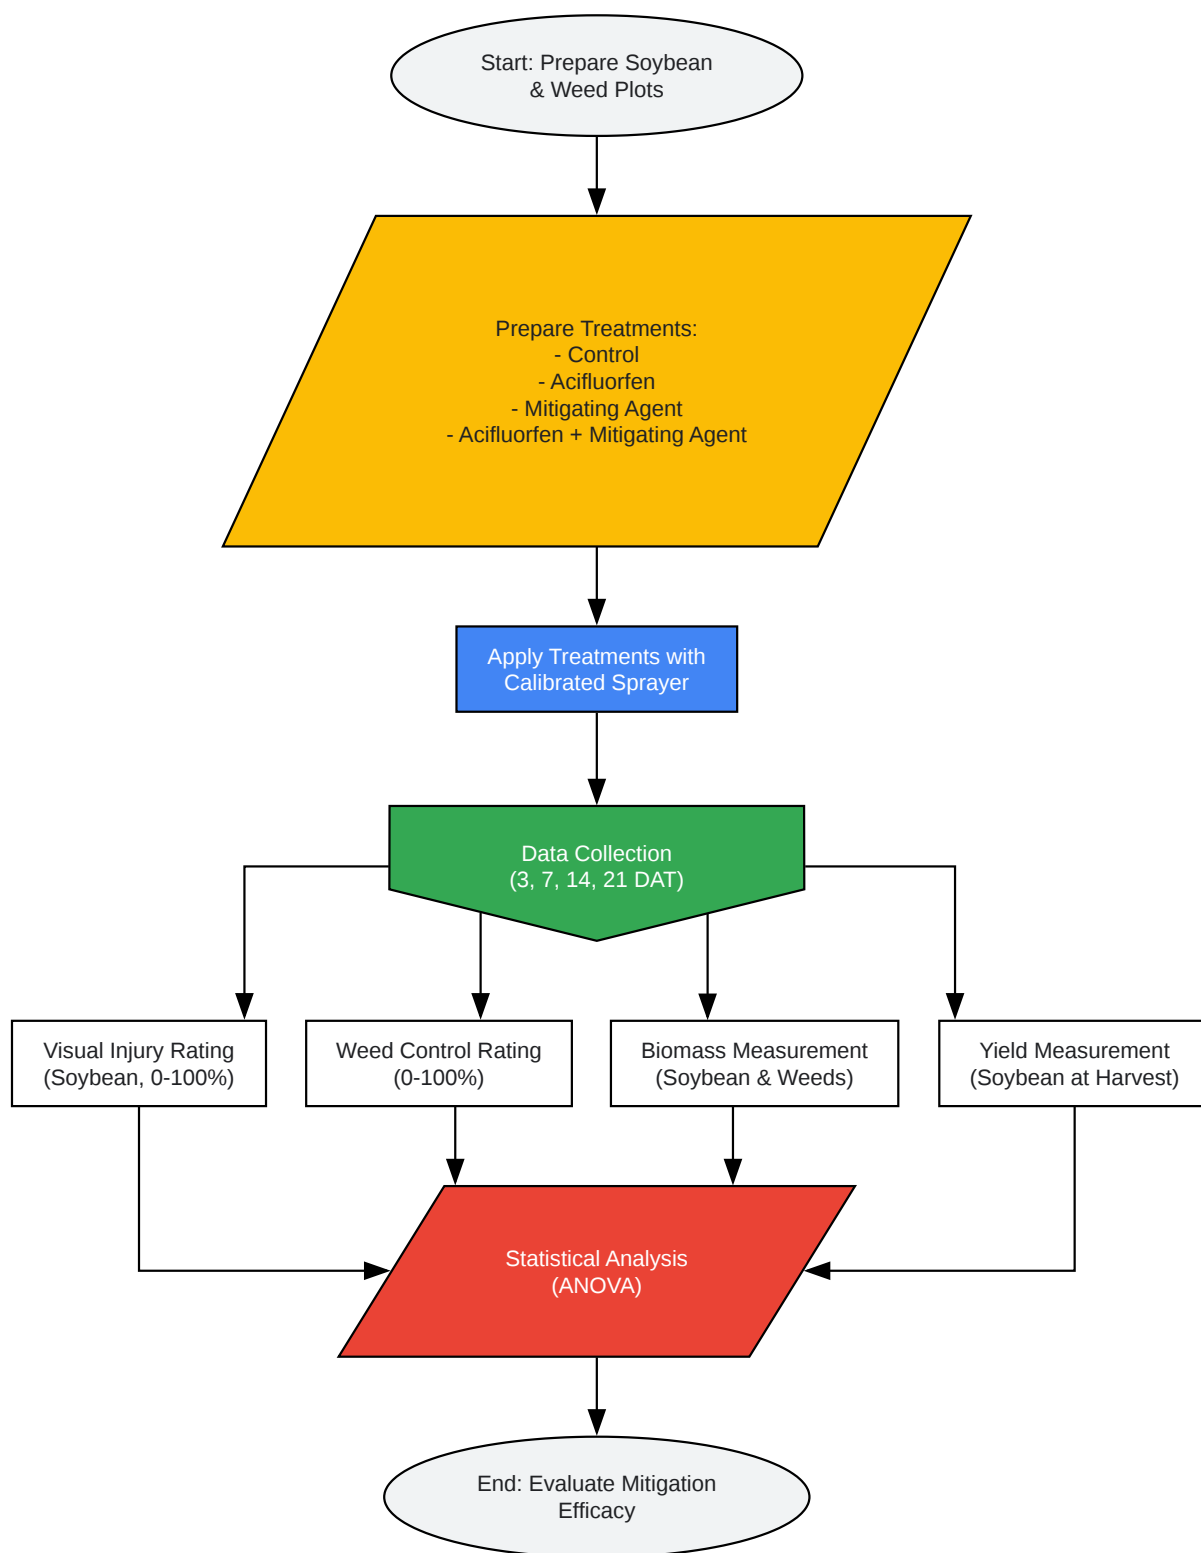 Start: Prepare Soybean
& Weed Plots
Prepare Treatments:
- Control
- Acifluorfen
- Mitigating Agent
- Acifluorfen + Mitigating Agent
Apply Treatments with
Calibrated Sprayer
Data Collection
(3, 7, 14, 21 DAT)
Visual Injury Rating
(Soybean, 0-100%)
Weed Control Rating
(0-100%)
Biomass Measurement
(Soybean & Weeds)
Yield Measurement
(Soybean at Harvest)
Statistical Analysis
(ANOVA)
End: Evaluate Mitigation
Efficacy